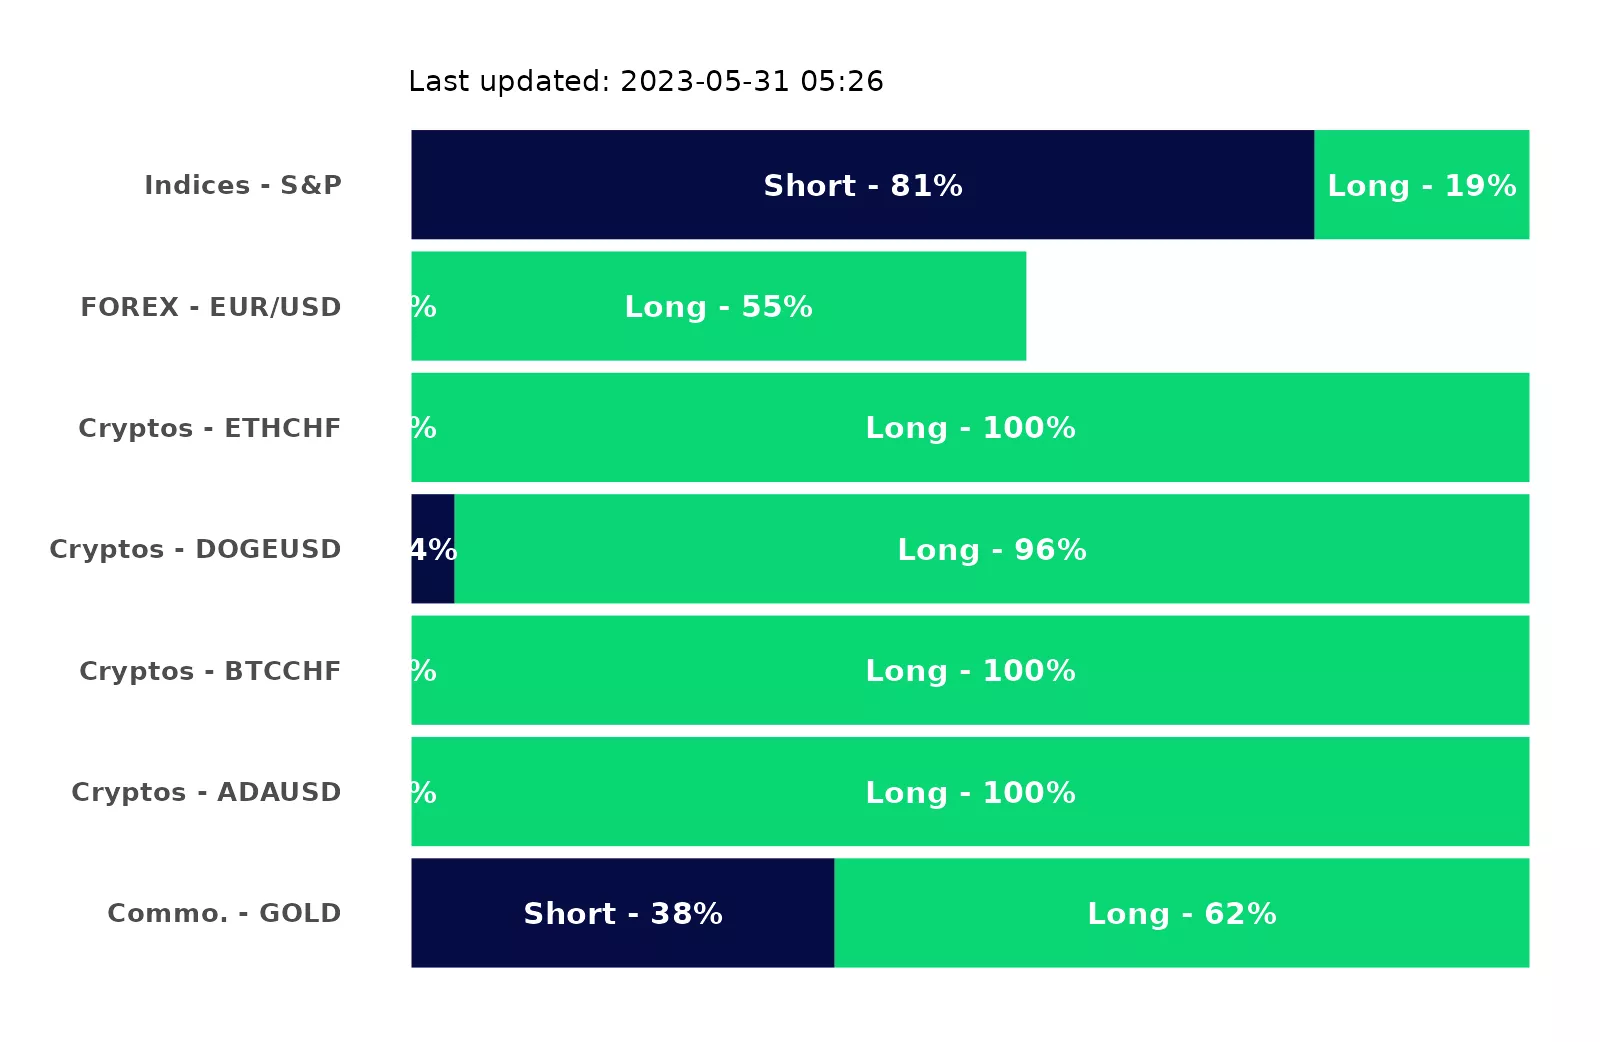 Last updated: 2023-05-31 05:26
Indices - S&P
Short - 81%
Long - 19%
FOREX - EUR/USD
%
Long - 55%
Cryptos - ETHCHF
%
Long - 100%
Cryptos - DOGEUSD
4%
Long - 96%
Cryptos - BTCCHF
%
Long - 100%
Cryptos - ADAUSD
%
Long - 100%
Commo. - GOLD
Short - 38%
Long - 62%